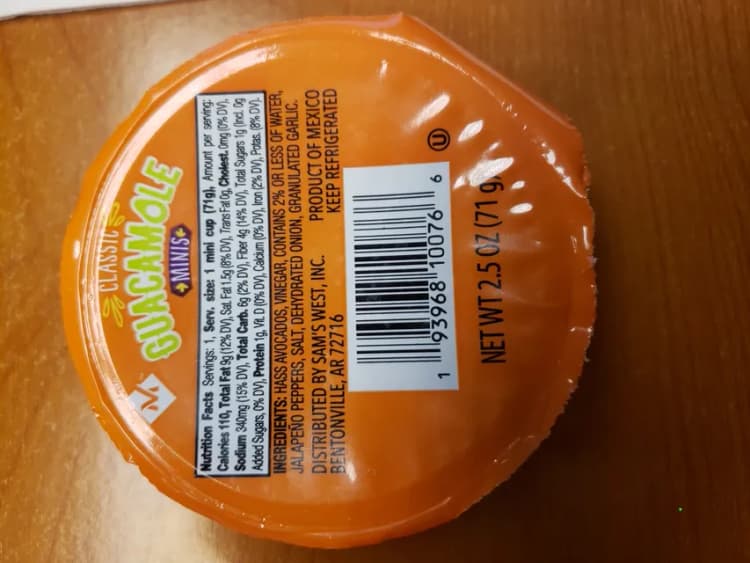 CLASSIC
GUACAMOLE
MINIS
Nutrition Facts Servings: 1, Serv. size: 1 mini cup (71g), Amount per serving:
Calories 110, Total Fat 9g (12% DV), Sat. Fat 1.5g (8% DV), Trans Fat 0g, Cholest. 0mg (0% DV),
Sodium 340mg (15% DV), Total Carb. 6g (2% DV), Fiber 4g (14% DV), Total Sugars 1g (Incl. 0g
Added Sugars, 0% DV), Protein 1g, Vit. D (0% DV), Calcium (0% DV), Iron (2% DV), Potas. (8% DV).
INGREDIENTS: HASS AVOCADOS, VINEGAR, CONTAINS 2% OR LESS OF WATER,
JALAPEÑO PEPPERS, SALT, DEHYDRATED ONION, GRANULATED GARLIC.
DISTRIBUTED BY SAM'S WEST, INC. PRODUCT OF MEXICO
BENTONVILLE, AR 72716 KEEP REFRIGERATED
1 93968 10076 6
U
NET WT 2.5 OZ (71 g)